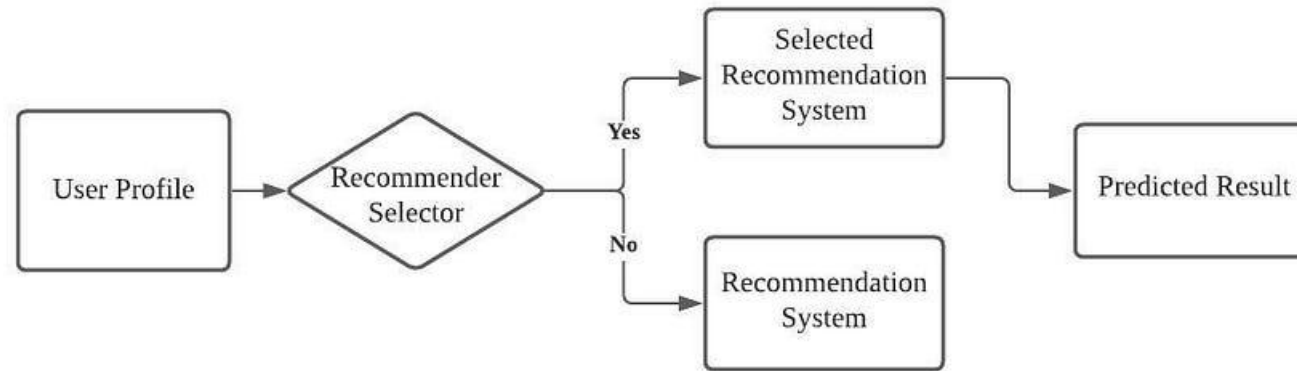 User Profile
Recommender
Selector
Yes
No
Selected
Recommendation
System
Recommendation
System
Predicted Result